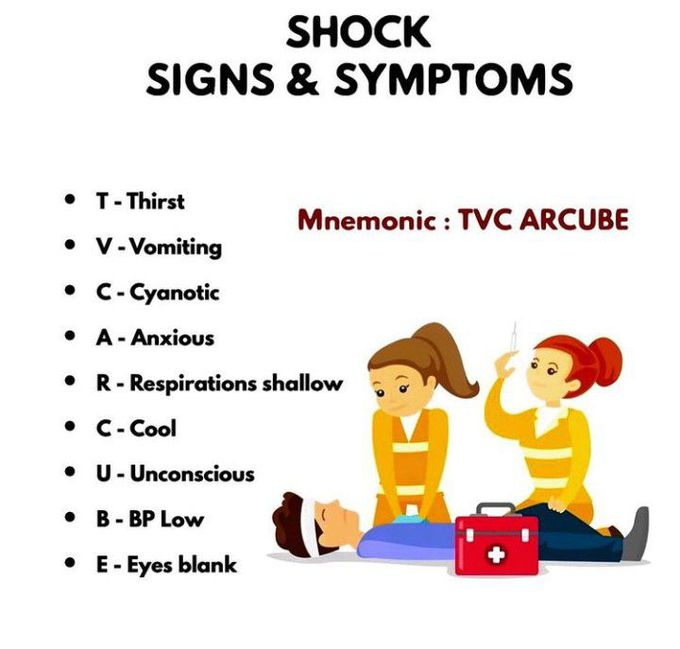 SHOCK
SIGNS & SYMPTOMS
T - Thirst
Mnemonic : TVC ARCUBE
V - Vomiting
C - Cyanotic
A - Anxious
R - Respirations shallow
C - Cool
U - Unconscious
B - BP Low
E - Eyes blank